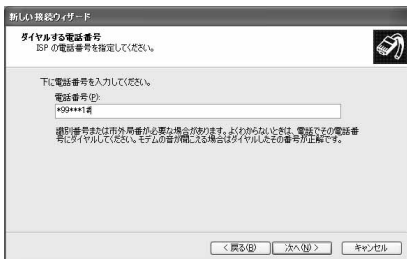 新しい接続ウィザード
ダイヤルする電話番号
ISP の電話番号を指定してください。
下に電話番号を入力してください。
電話番号(P):
*99***1#
識別番号または市外局番が必要な場合があります。よくわからないときは、電話でその電話番
号にダイヤルしてください。モデムの音が聞こえる場合はダイヤルしたその番号が正解です。
< 戻る(B)
次へ(N) >
キャンセル